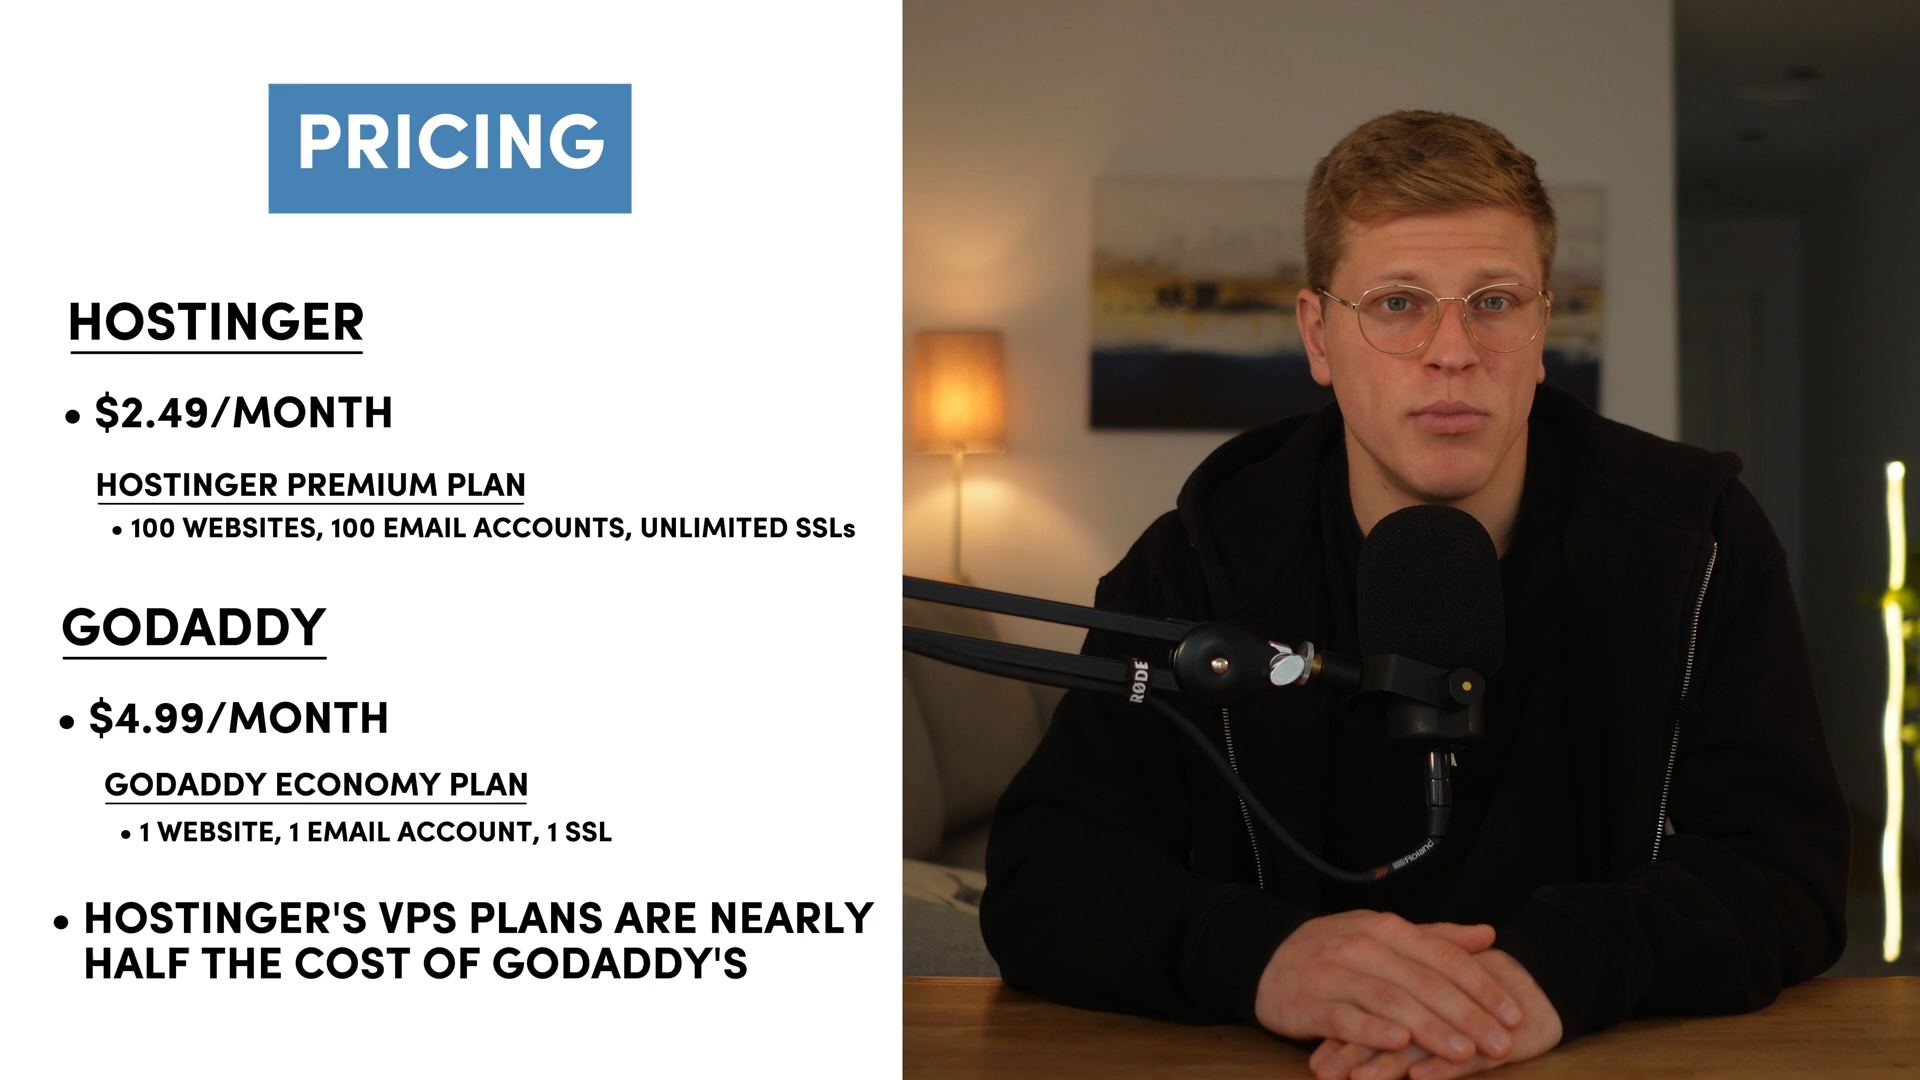 PRICING
HOSTINGER
• $2.49/MONTH
HOSTINGER PREMIUM PLAN
• 100 WEBSITES, 100 EMAIL ACCOUNTS, UNLIMITED SSLs
GODADDY
• $4.99/MONTH
GODADDY ECONOMY PLAN
• 1 WEBSITE, 1 EMAIL ACCOUNT, 1 SSL
• HOSTINGER'S VPS PLANS ARE NEARLY
HALF THE COST OF GODADDY'S
RØDE
Roland